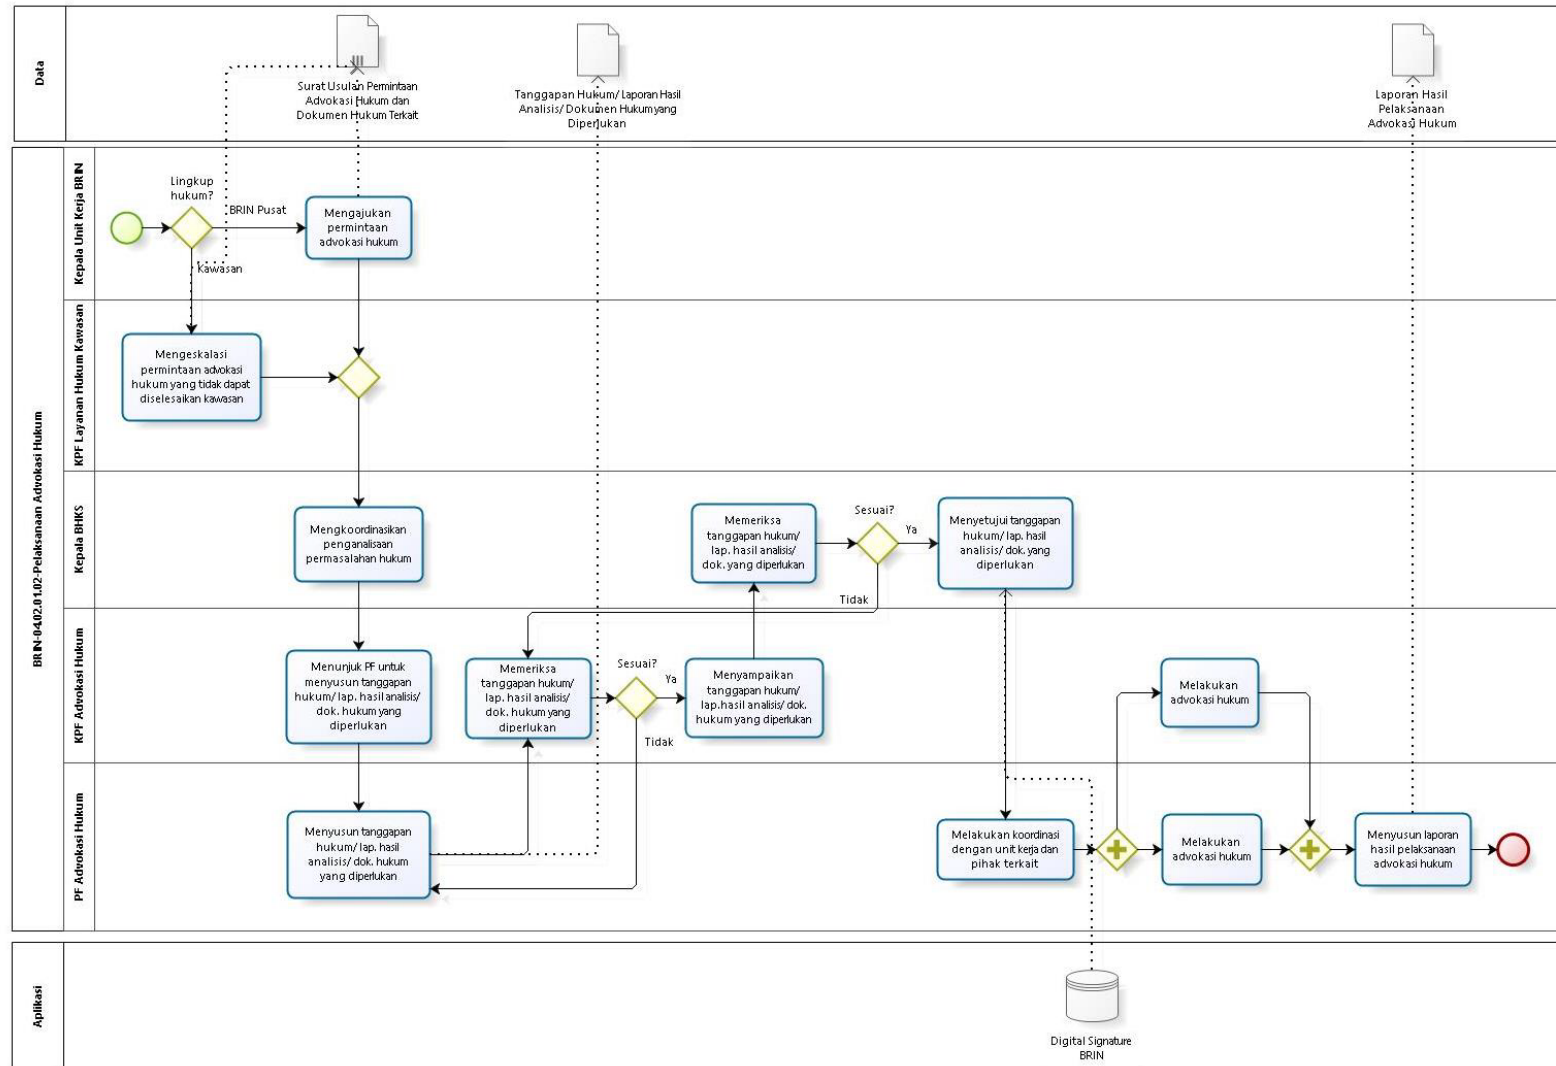 Data
Surat Usulan Permintaan
Advokasi Hukum dan
Dokumen Hukum Terkait
Tanggapan Hukum/ Laporan Hasil
Analisis/ Dokumen Hukum yang
Diperlukan
Laporan Hasil
Pelaksanaan
Advokasi Hukum
BRIN-04.02.01.02-Pelaksanaan Advokasi Hukum
Kepala Unit Kerja BRIN
Lingkup
hukum?
BRIN Pusat
Mengajukan
permintaan
advokasi hukum
Kawasan
KPF Layanan Hukum Kawasan
Mengeskalasi
permintaan advokasi
hukum yang tidak dapat
diselesaikan kawasan
Kepala BHKS
Mengkoordinasikan
penganalisaan
permasalahan hukum
Memeriksa
tanggapan hukum/
lap. hasil analisis/
dok. yang diperlukan
Sesuai?
Ya
Tidak
Menyetujui tanggapan
hukum/ lap. hasil
analisis/ dok. yang
diperlukan
KPF Advokasi Hukum
Menunjuk PF untuk
menyusun tanggapan
hukum/ lap. hasil analisis/
dok. hukum yang
diperlukan
Memeriksa
tanggapan hukum/
lap. hasil analisis/
dok. hukum yang
diperlukan
Sesuai?
Ya
Tidak
Menyampaikan
tanggapan hukum/
lap.hasil analisis/ dok.
hukum yang diperlukan
Melakukan
advokasi hukum
PF Advokasi Hukum
Menyusun tanggapan
hukum/ lap. hasil
analisis/ dok. hukum
yang diperlukan
Melakukan koordinasi
dengan unit kerja dan
pihak terkait
Melakukan
advokasi hukum
Menyusun laporan
hasil pelaksanaan
advokasi hukum
Aplikasi
Digital Signature
BRIN